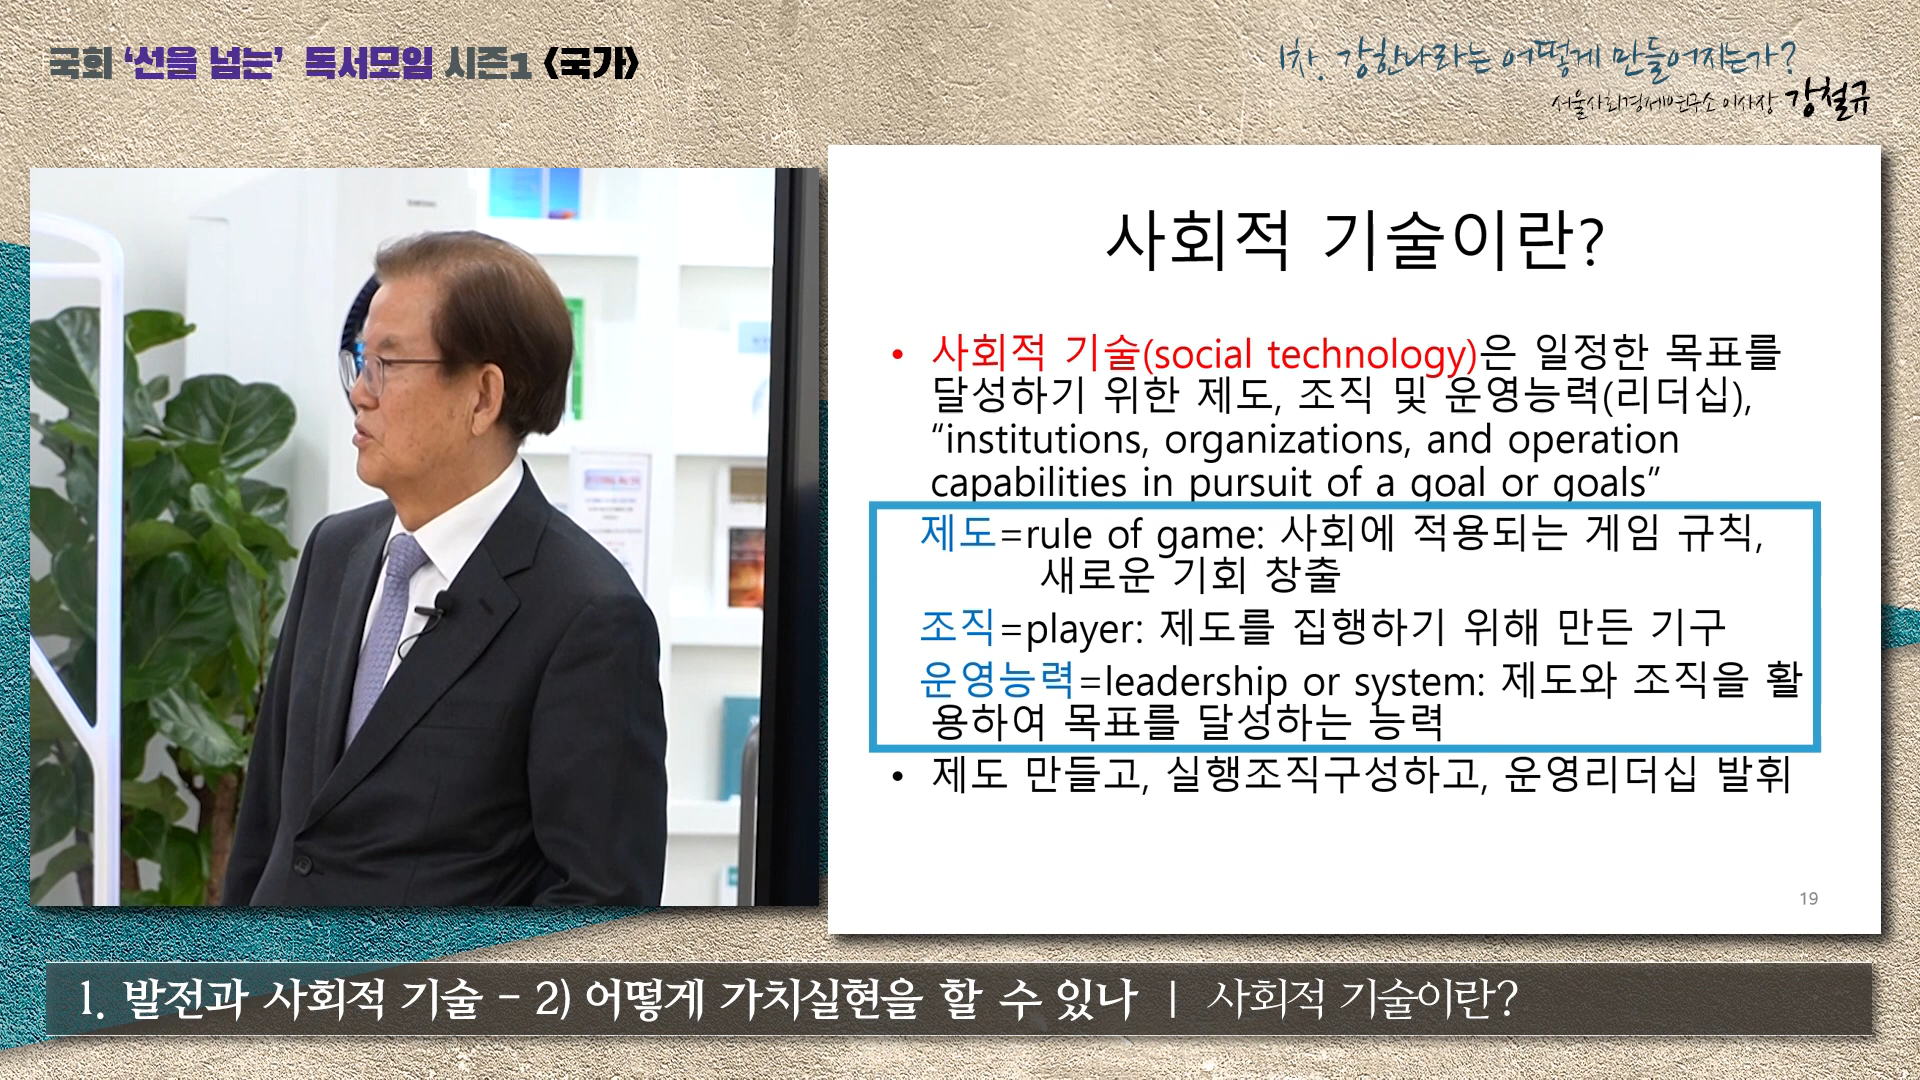 국회 ‘선을 넘는’ 독서모임 시즌1 〈국가〉
1차. 강한나라는 어떻게 만들어지는가?
서울사회경제연구소 이사장 강철규
사회적 기술이란?
• 사회적 기술(social technology)은 일정한 목표를
달성하기 위한 제도, 조직 및 운영능력(리더십),
“institutions, organizations, and operation
capabilities in pursuit of a goal or goals”
제도=rule of game: 사회에 적용되는 게임 규칙,
새로운 기회 창출
조직=player: 제도를 집행하기 위해 만든 기구
운영능력=leadership or system: 제도와 조직을 활
용하여 목표를 달성하는 능력
• 제도 만들고, 실행조직구성하고, 운영리더십 발휘
19
1. 발전과 사회적 기술 - 2) 어떻게 가치실현을 할 수 있나 | 사회적 기술이란?